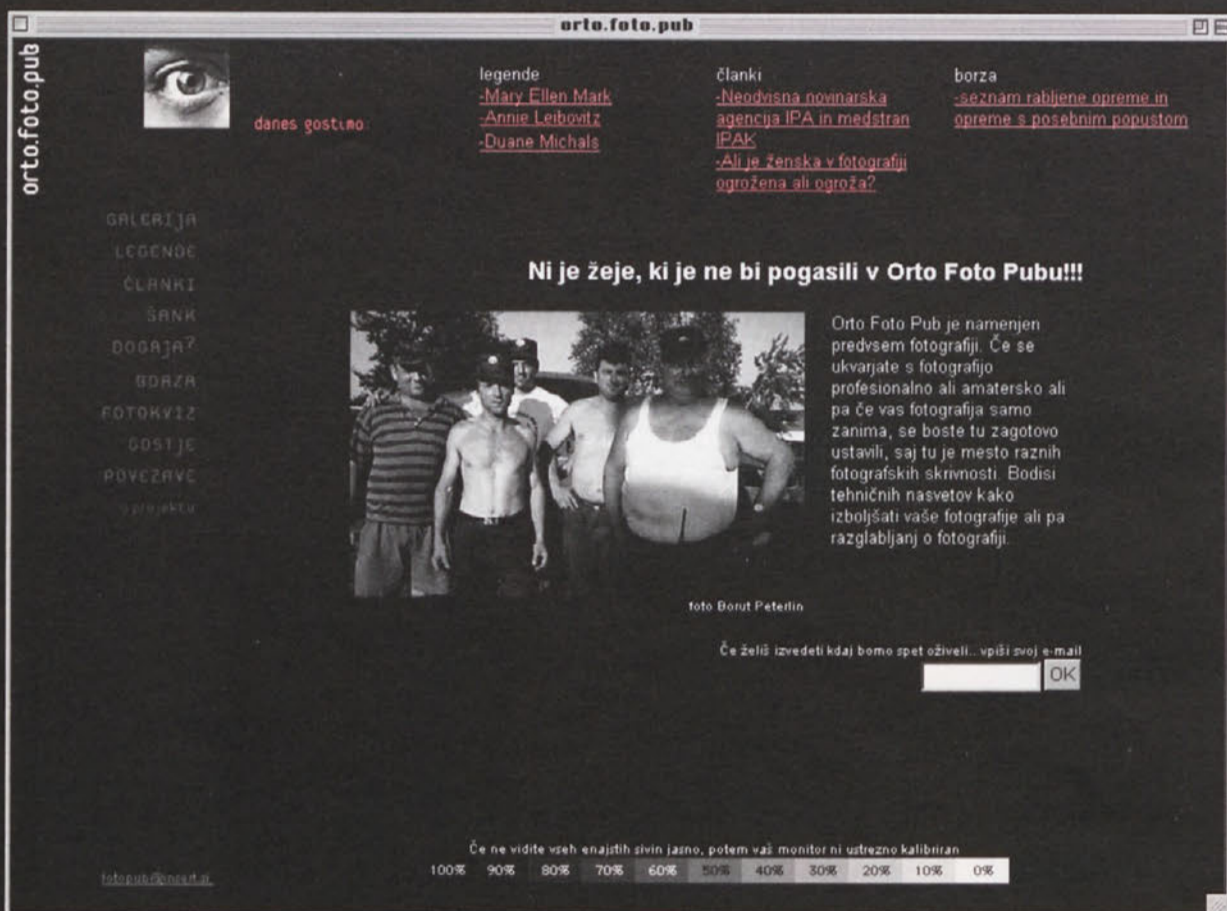 orto.foto.pub
orto.foto.pub
danes gostimo:
legende
-Mary Ellen Mark
-Annie Leibovitz
-Duane Michals
članki
-Neodvisna novinarska
agencija IPA in medstran
IPAK
-Ali je ženska v fotografiji
ogrožena ali ogroža?
borza
-seznam rabljene opreme in
opreme s posebnim popustom
GALERIJA
LEGENDE
ČLANKI
ŠANK
DOGAJA?
BORZA
FOTOKVIZ
GOSTJE
POVEZAVE
o projektu
Ni je žeje, ki je ne bi pogasili v Orto Foto Pubu!!!
Orto Foto Pub je namenjen
predvsem fotografiji. Če se
ukvarjate s fotografijo
profesionalno ali amatersko ali
pa če vas fotografija samo
zanima, se boste tu zagotovo
ustavili, saj tu je mesto raznih
fotografskih skrivnosti. Bodisi
tehničnih nasvetov kako
izboljšati vaše fotografije ali pa
razglabljanj o fotografiji.
foto Borut Peterlin
Če želiš izvedeti kdaj bomo spet oživeli.. vpiši svoj e-mail
OK
Če ne vidite vseh enajstih sivin jasno, potem vaš monitor ni ustrezno kalibriran
100% 90% 80% 70% 60% 50% 40% 30% 20% 10% 0%